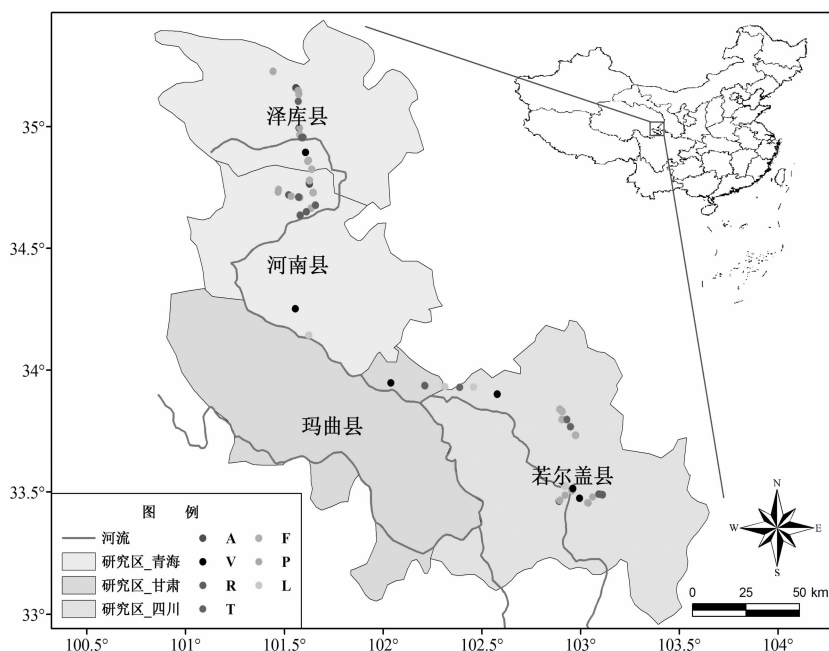 35°
34.5°
34°
33.5°
33°
100.5° 101° 101.5° 102° 102.5° 103° 103.5° 104°
泽库县
河南县
玛曲县
若尔盖县
图 例
河流 A F
研究区_青海 V P
研究区_甘肃 R L
研究区_四川 T
N
W E
S
0 25 50 km